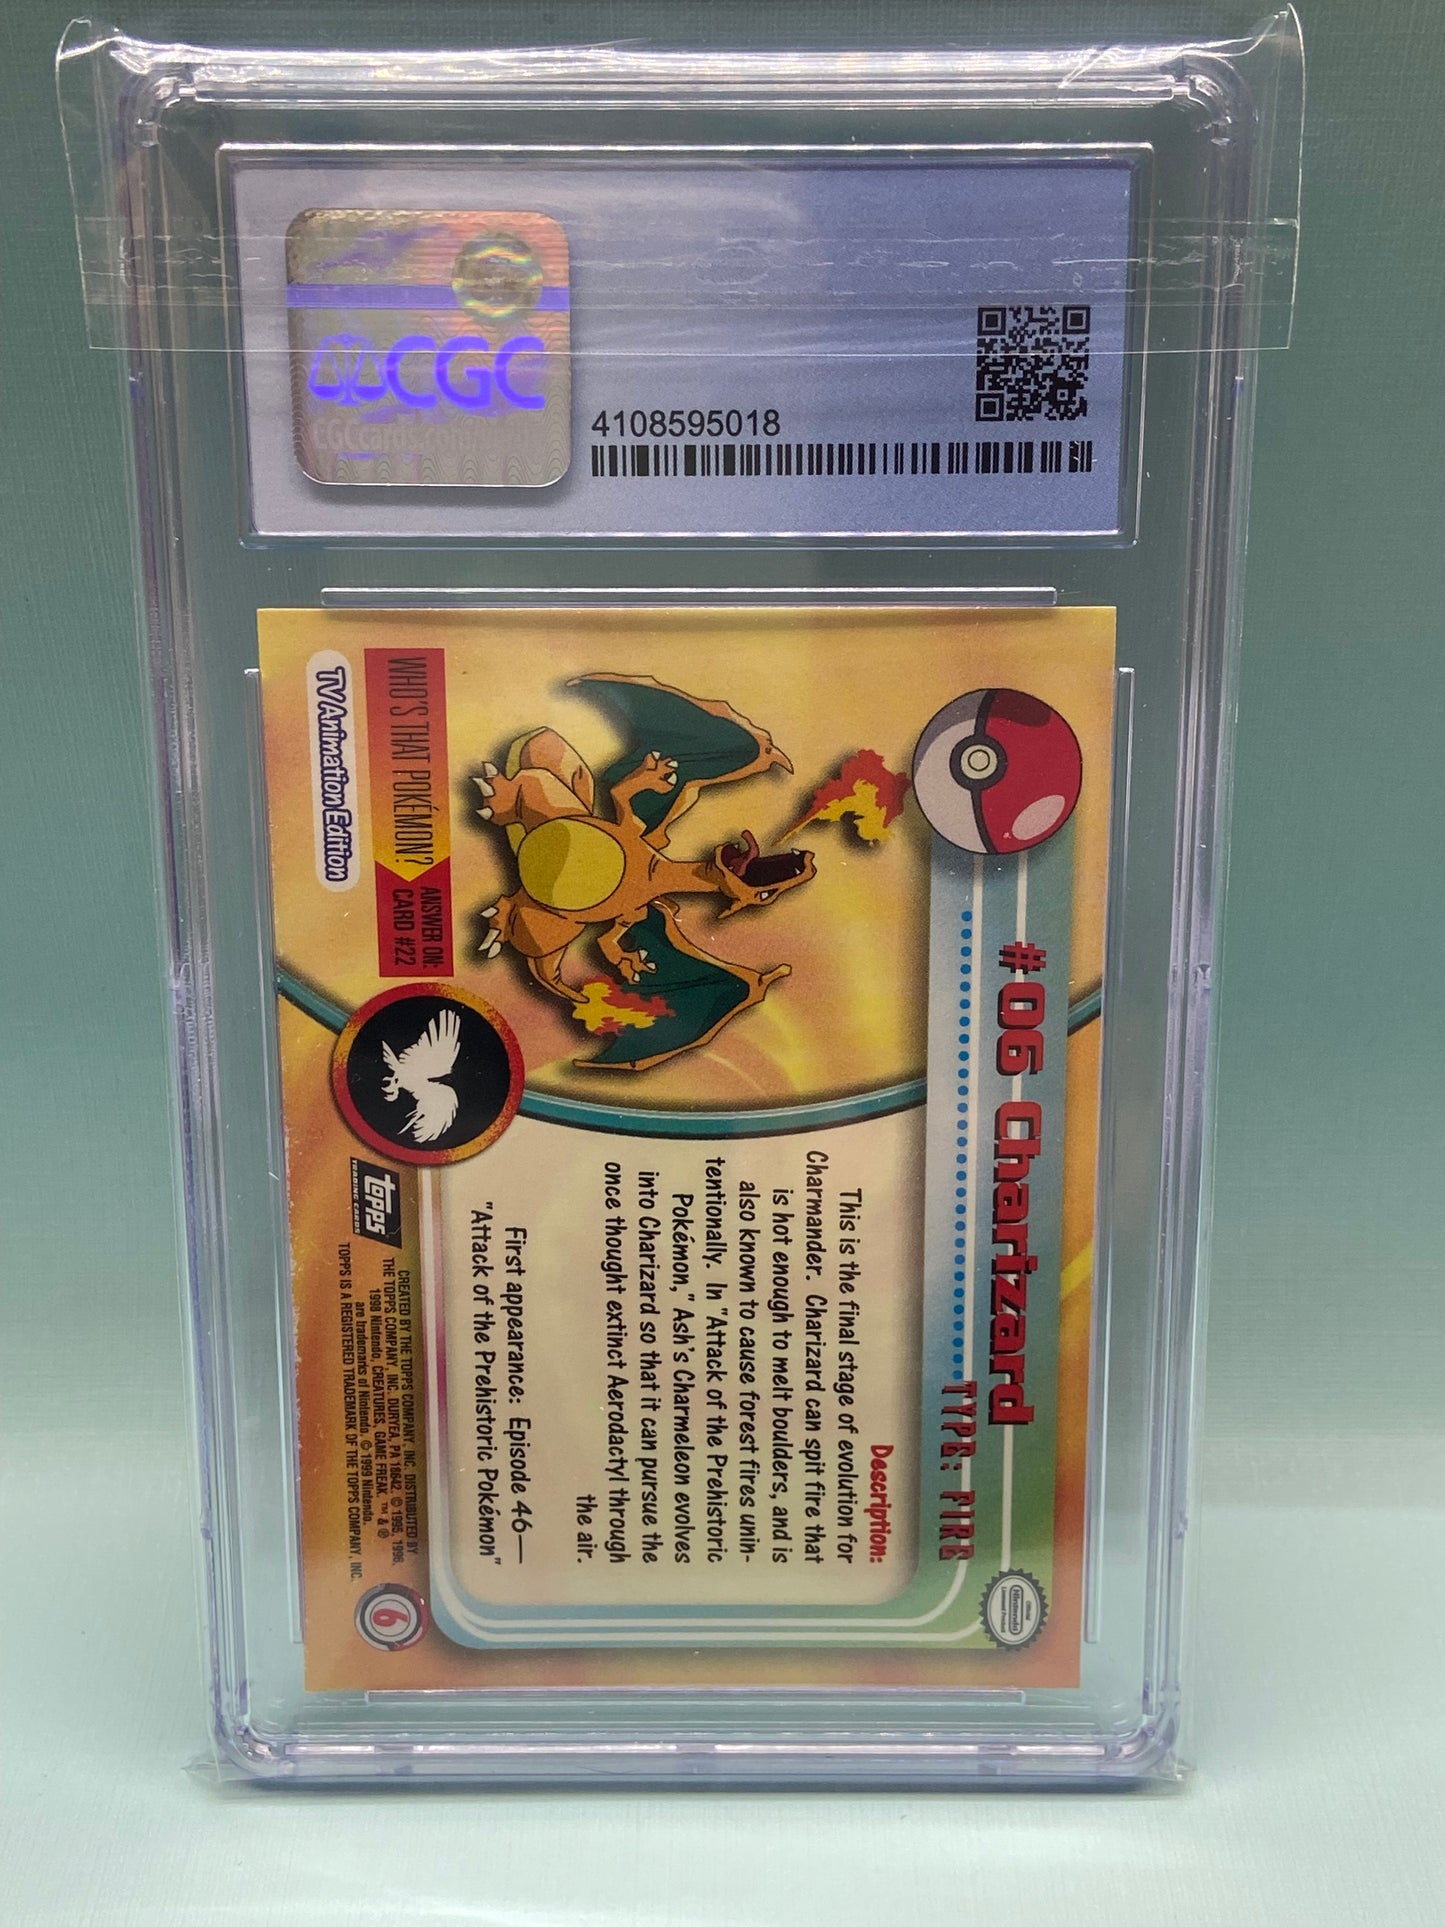 CGC
CGCcards.com
4108595018
#06 Charizard
TYPE: FIRE
Official
Nintendo
Licensed Product
Description:
This is the final stage of evolution for
Charmander. Charizard can spit fire that
is hot enough to melt boulders, and is
also known to cause forest fires unin-
tentionally. In "Attack of the Prehistoric
Pokémon," Ash's Charmeleon evolves
into Charizard so that it can pursue the
once thought extinct Aerodactyl through
the air.
First appearance: Episode 46—
"Attack of the Prehistoric Pokémon"
WHO'S THAT POKÉMON?
ANSWER ON:
CARD #22
TV Animation Edition
topps
TRADING CARDS
CREATED BY THE TOPPS COMPANY, INC. DISTRIBUTED BY
THE TOPPS COMPANY, INC. DURYEA, PA 18642. © 1995, 1996,
1998 Nintendo, CREATURES, GAME FREAK. ™ & ®
are trademarks of Nintendo. © 1999 Nintendo.
TOPPS IS A REGISTERED TRADEMARK OF THE TOPPS COMPANY, INC.
6